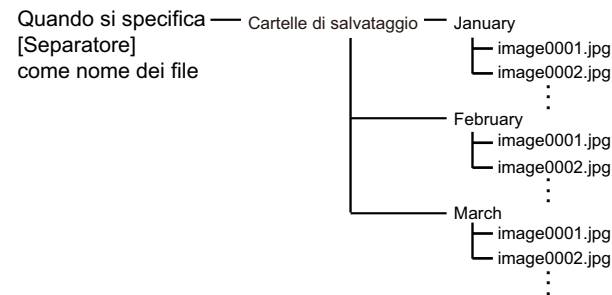 Quando si specifica
[Separatore]
come nome dei file
Cartelle di salvataggio
January
image0001.jpg
image0002.jpg
February
image0001.jpg
image0002.jpg
March
image0001.jpg
image0002.jpg